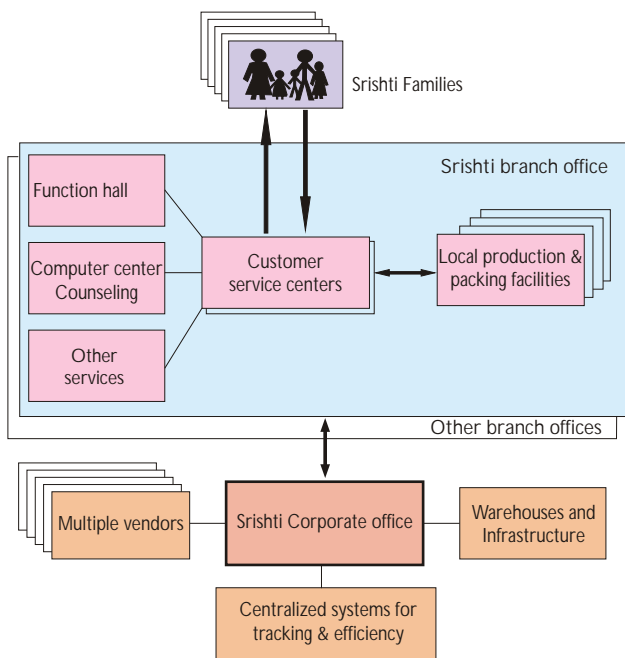 Srishti Families
Srishti branch office
Function hall
Computer center
Counseling
Other
services
Customer
service centers
Local production &
packing facilities
Other branch offices
Multiple vendors
Srishti Corporate office
Warehouses and
Infrastructure
Centralized systems for
tracking & efficiency